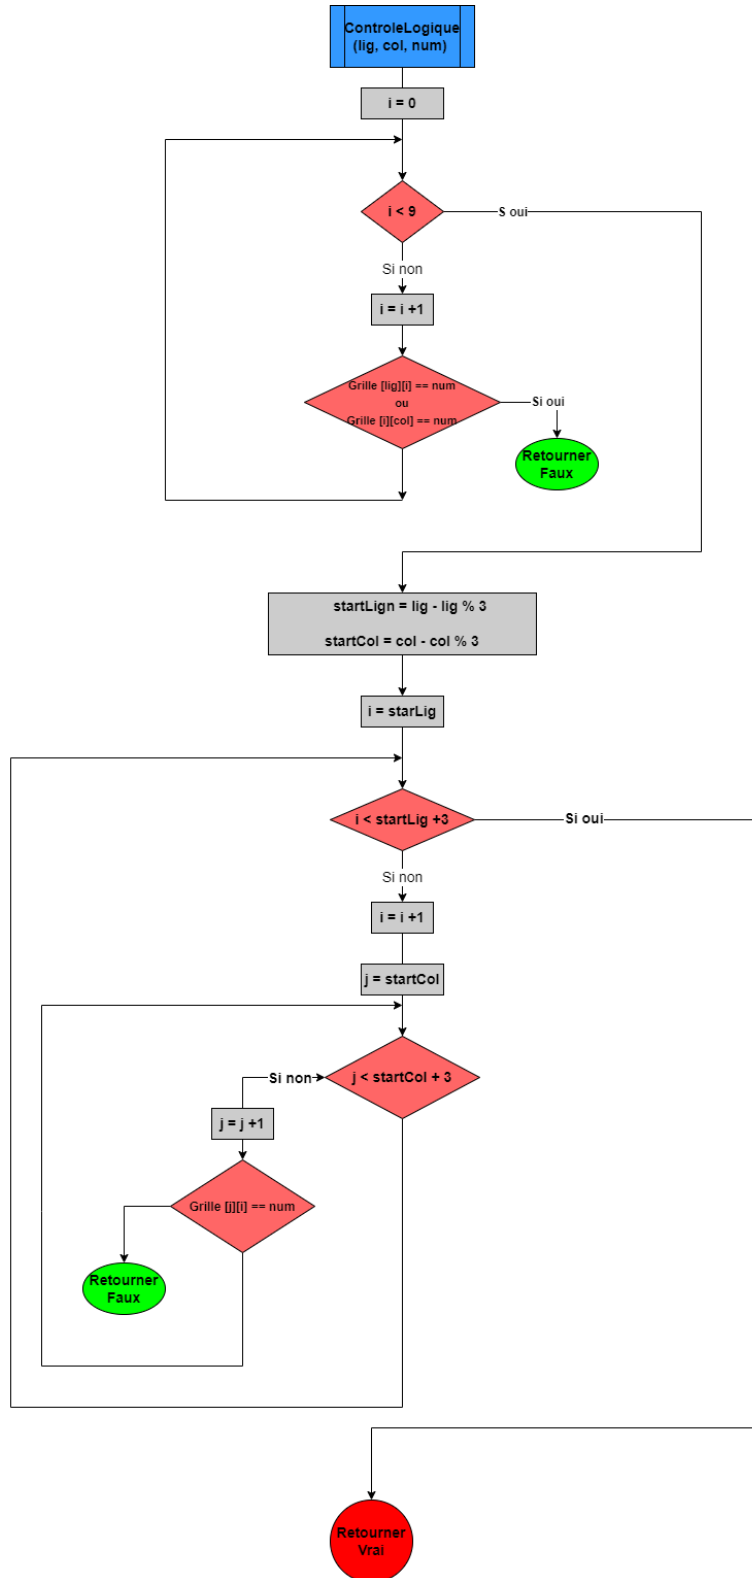 ControleLogique
(lig, col, num)
i = 0
i < 9
S oui
Si non
i = i +1
Grille [lig][i] == num
ou
Grille [i][col] == num
Si oui
Retourner
Faux
startLign = lig - lig % 3
startCol = col - col % 3
i = starLig
i < startLig +3
Si oui
Si non
i = i +1
j = startCol
j < startCol + 3
Si non
j = j +1
Grille [j][i] == num
Retourner
Faux
Retourner
Vrai